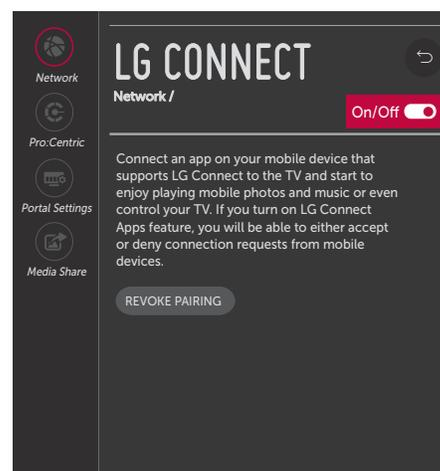 Network
Pro:Centric
Portal Settings
Media Share
LG CONNECT
Network /
On/Off
Connect an app on your mobile device that
supports LG Connect to the TV and start to
enjoy playing mobile photos and music or even
control your TV. If you turn on LG Connect
Apps feature, you will be able to either accept
or deny connection requests from mobile
devices.
REVOKE PAIRING